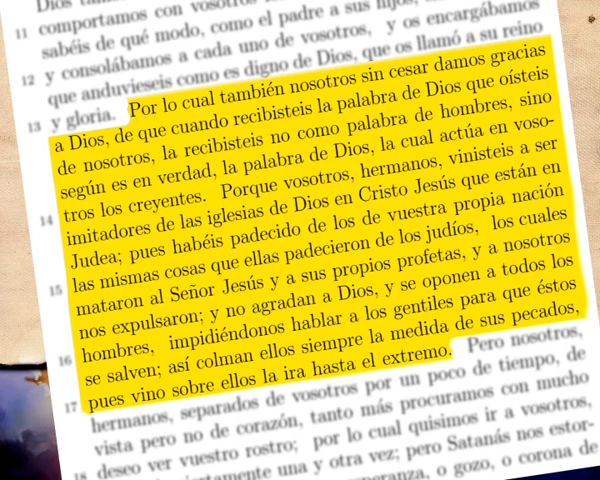 Dios
11 comportamos con vosotros
sabéis de qué modo, como el padre a sus hijos,
12 y consolábamos a cada uno de vosotros, y os encargábamos
que anduvieseis como es digno de Dios, que os llamó a su reino
13 y gloria. Por lo cual también nosotros sin cesar damos gracias
a Dios, de que cuando recibisteis la palabra de Dios que oísteis
de nosotros, la recibisteis no como palabra de hombres, sino
según es en verdad, la palabra de Dios, la cual actúa en voso-
14 tros los creyentes. Porque vosotros, hermanos, vinisteis a ser
imitadores de las iglesias de Dios en Cristo Jesús que están en
Judea; pues habéis padecido de los de vuestra propia nación
15 las mismas cosas que ellas padecieron de los judíos, los cuales
mataron al Señor Jesús y a sus propios profetas, y a nosotros
nos expulsaron; y no agradan a Dios, y se oponen a todos los
16 hombres, impidiéndonos hablar a los gentiles para que éstos
se salven; así colman ellos siempre la medida de sus pecados,
17 pues vino sobre ellos la ira hasta el extremo. Pero nosotros,
hermanos, separados de vosotros por un poco de tiempo, de
vista pero no de corazón, tanto más procuramos con mucho
18 deseo ver vuestro rostro; por lo cual quisimos ir a vosotros,
una y otra vez; pero Satanás nos estor-
o gozo, o corona de